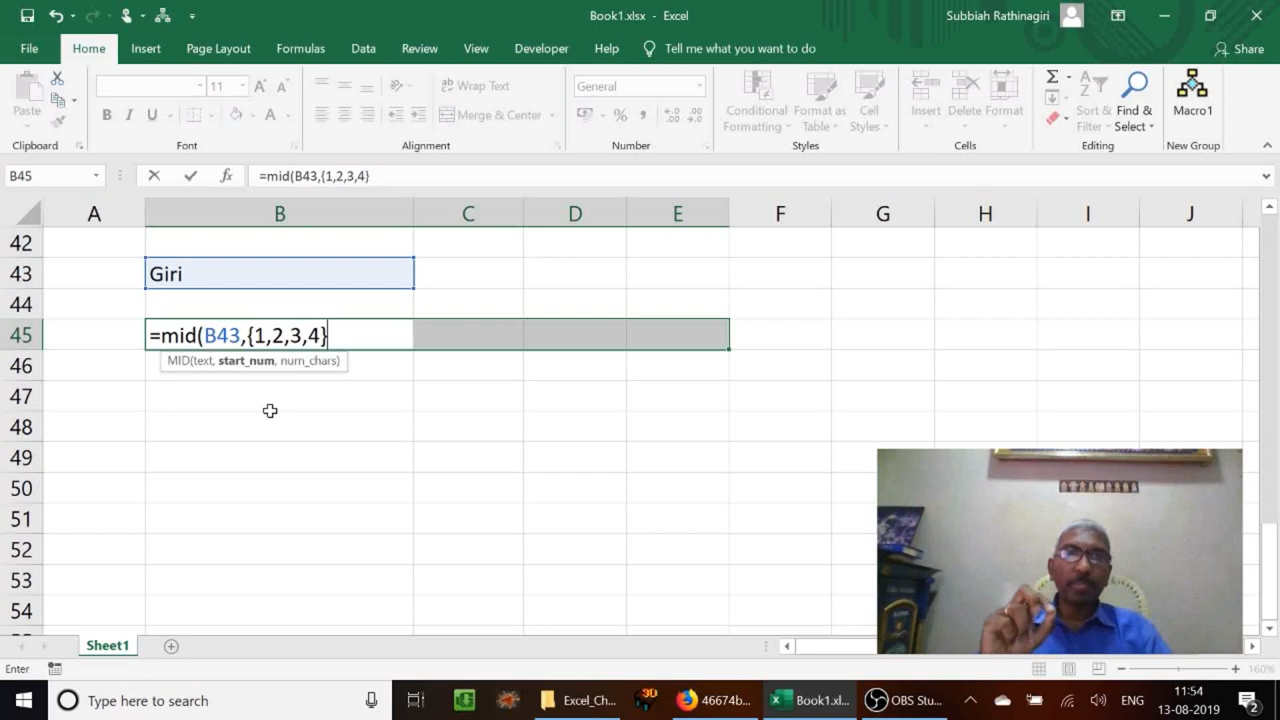 Book1.xlsx - Excel
Subbiah Rathinagiri
File Home Insert Page Layout Formulas Data Review View Developer Help Tell me what you want to do Share
Paste
Clipboard
11
B I U
Font
Wrap Text
Merge & Center
Alignment
General
Number
Conditional Formatting
Format as Table
Cell Styles
Styles
Insert Delete Format
Cells
Sort & Filter
Find & Select
Editing
Macro1
New Group
B45 fx =mid(B43,{1,2,3,4}
A B C D E F G H I J
42
43 Giri
44
45 =mid(B43,{1,2,3,4}
MID(text, start_num, num_chars)
46
47
48
49
50
51
52
53
54
Sheet1
Enter 160%
Type here to search
3D
Excel_Ch...
46674b...
Book1.xl...
OBS Stu...
ENG
11:54
13-08-2019
2